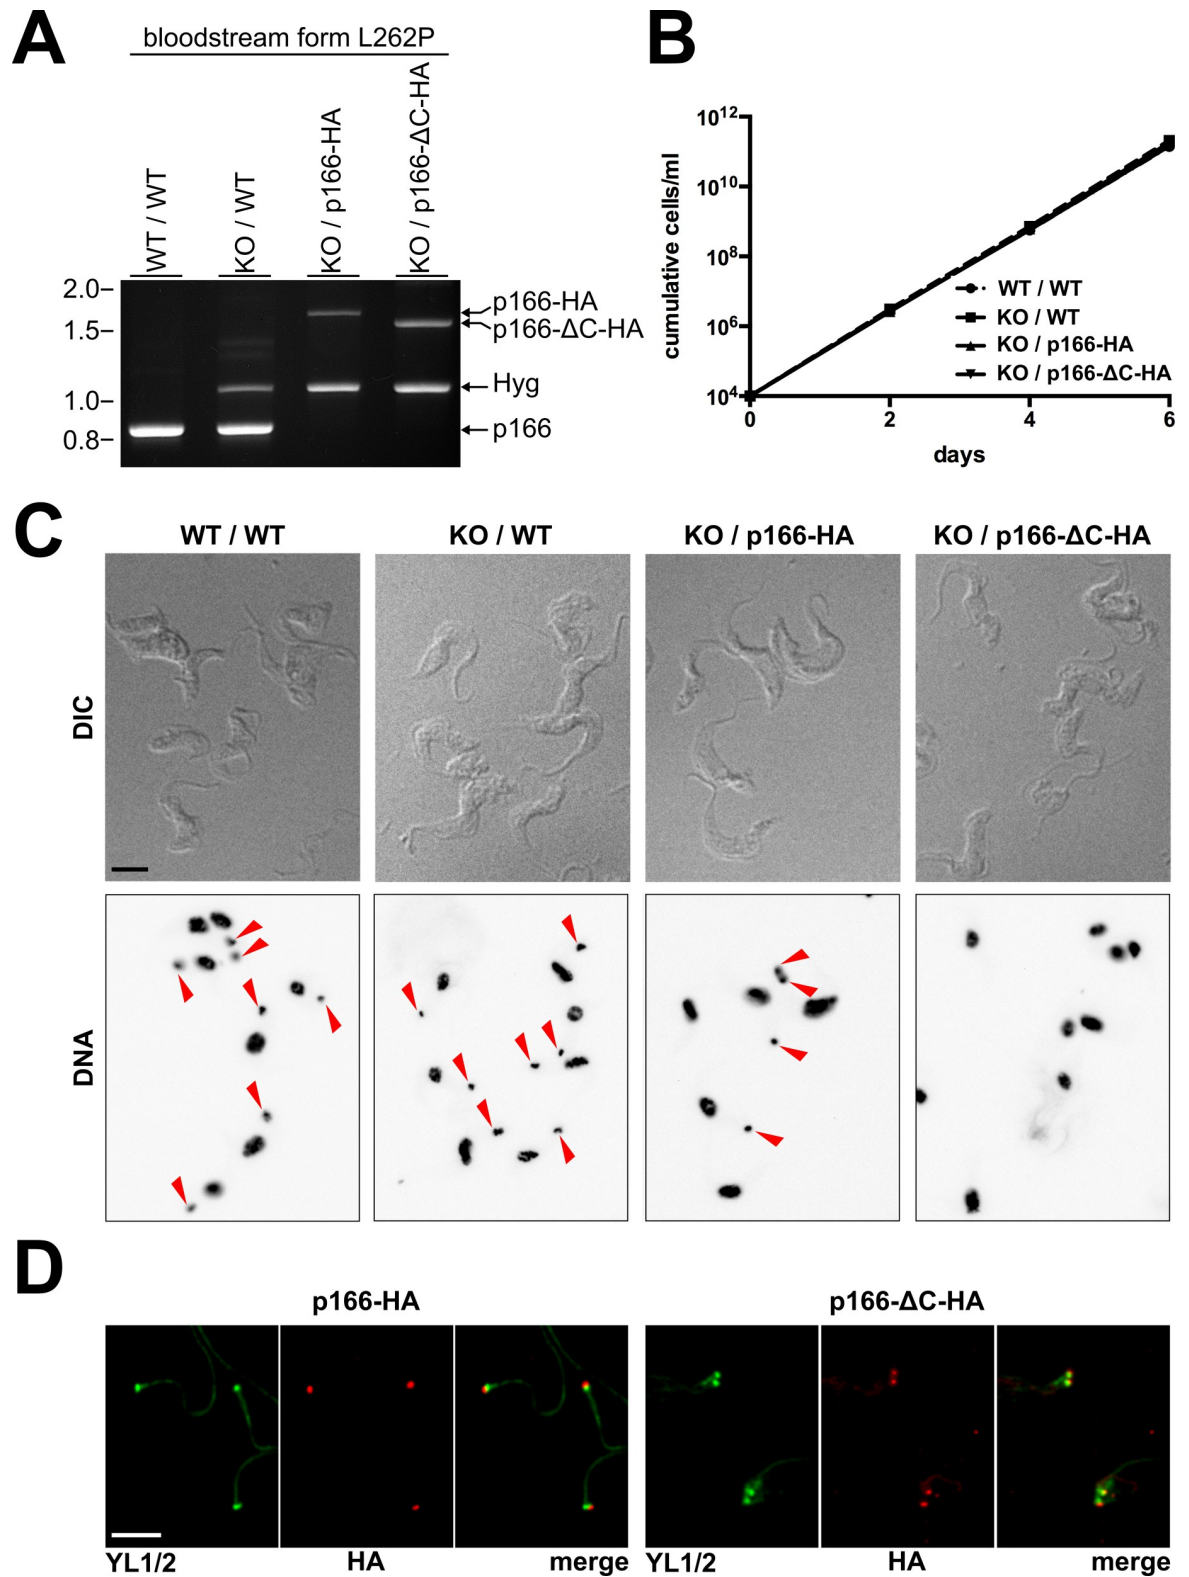 A
bloodstream form L262P
WT / WT
KO / WT
KO / p166-HA
KO / p166-ΔC-HA
2.0
1.5
1.0
0.8
p166-HA
p166-ΔC-HA
Hyg
p166
B
cumulative cells/ml
10¹²
10¹⁰
10⁸
10⁶
10⁴
0 2 4 6
days
WT / WT
KO / WT
KO / p166-HA
KO / p166-ΔC-HA
C
WT / WT KO / WT KO / p166-HA KO / p166-ΔC-HA
DIC
DNA
D
p166-HA p166-ΔC-HA
YL1/2 HA merge YL1/2 HA merge